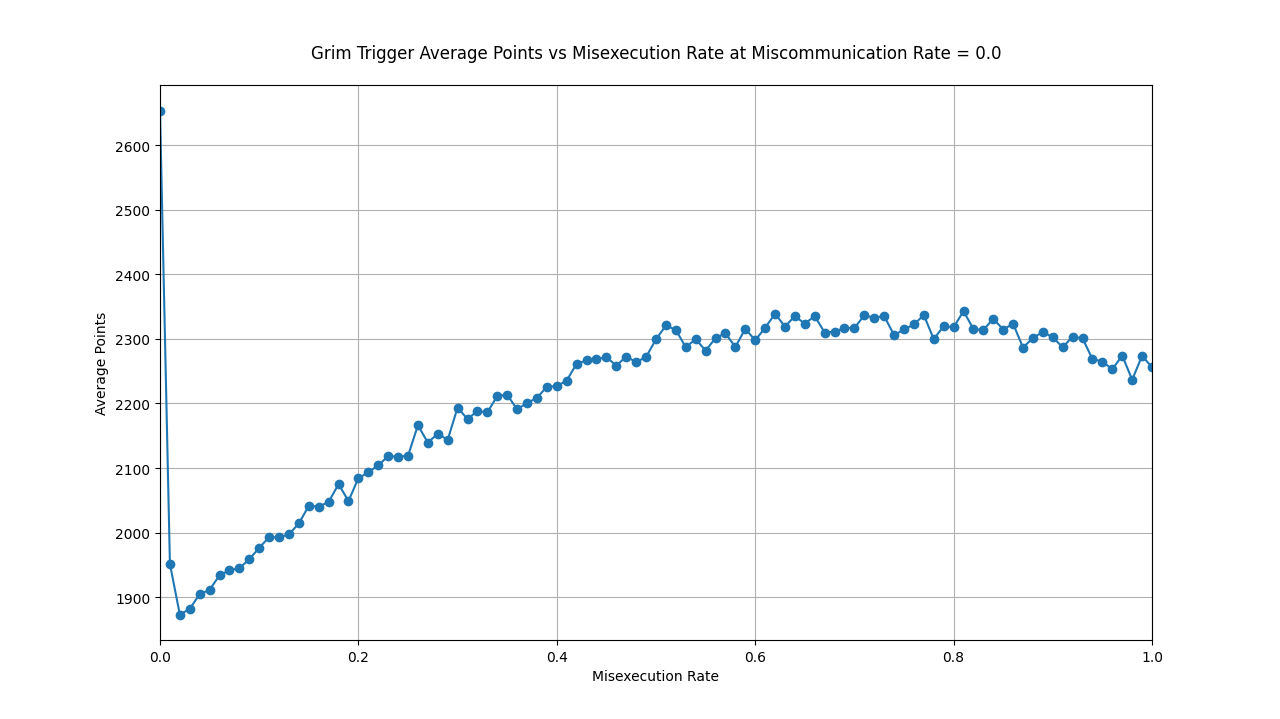 Grim Trigger Average Points vs Misexecution Rate at Miscommunication Rate = 0.0
2600
2500
2400
2300
2200
2100
2000
1900
Average Points
0.0 0.2 0.4 0.6 0.8 1.0
Misexecution Rate